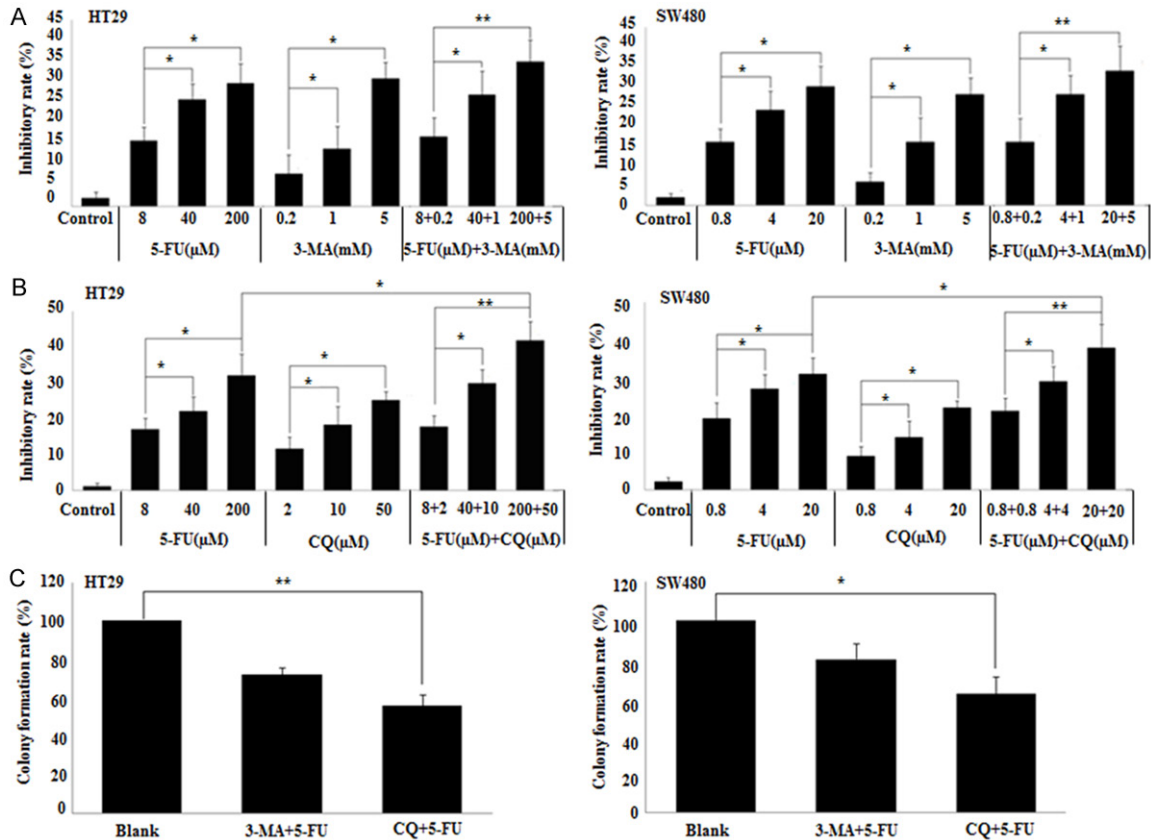 A
HT29
Inhibitory rate (%)
45
40
35
30
25
20
15
10
5
0
* * * * * **
Control 8 40 200 0.2 1 5 8+0.2 40+1 200+5
5-FU(μM) 3-MA(mM) 5-FU(μM)+3-MA(mM)
SW480
Inhibitory rate (%)
45
40
35
30
25
20
15
10
5
0
* * * * * **
Control 0.8 4 20 0.2 1 5 0.8+0.2 4+1 20+5
5-FU(μM) 3-MA(mM) 5-FU(μM)+3-MA(mM)
B
HT29
Inhibitory rate (%)
50
40
30
20
10
0
* * * * * ** *
Control 8 40 200 2 10 50 8+2 40+10 200+50
5-FU(μM) CQ(μM) 5-FU(μM)+CQ(μM)
SW480
Inhibitory rate (%)
50
40
30
20
10
0
* * * * * ** *
Control 0.8 4 20 0.8 4 20 0.8+0.8 4+4 20+20
5-FU(μM) CQ(μM) 5-FU(μM)+CQ(μM)
C
HT29
Colony formation rate (%)
120
100
80
60
40
20
0
**
Blank 3-MA+5-FU CQ+5-FU
SW480
Colony formation rate (%)
120
100
80
60
40
20
0
*
Blank 3-MA+5-FU CQ+5-FU